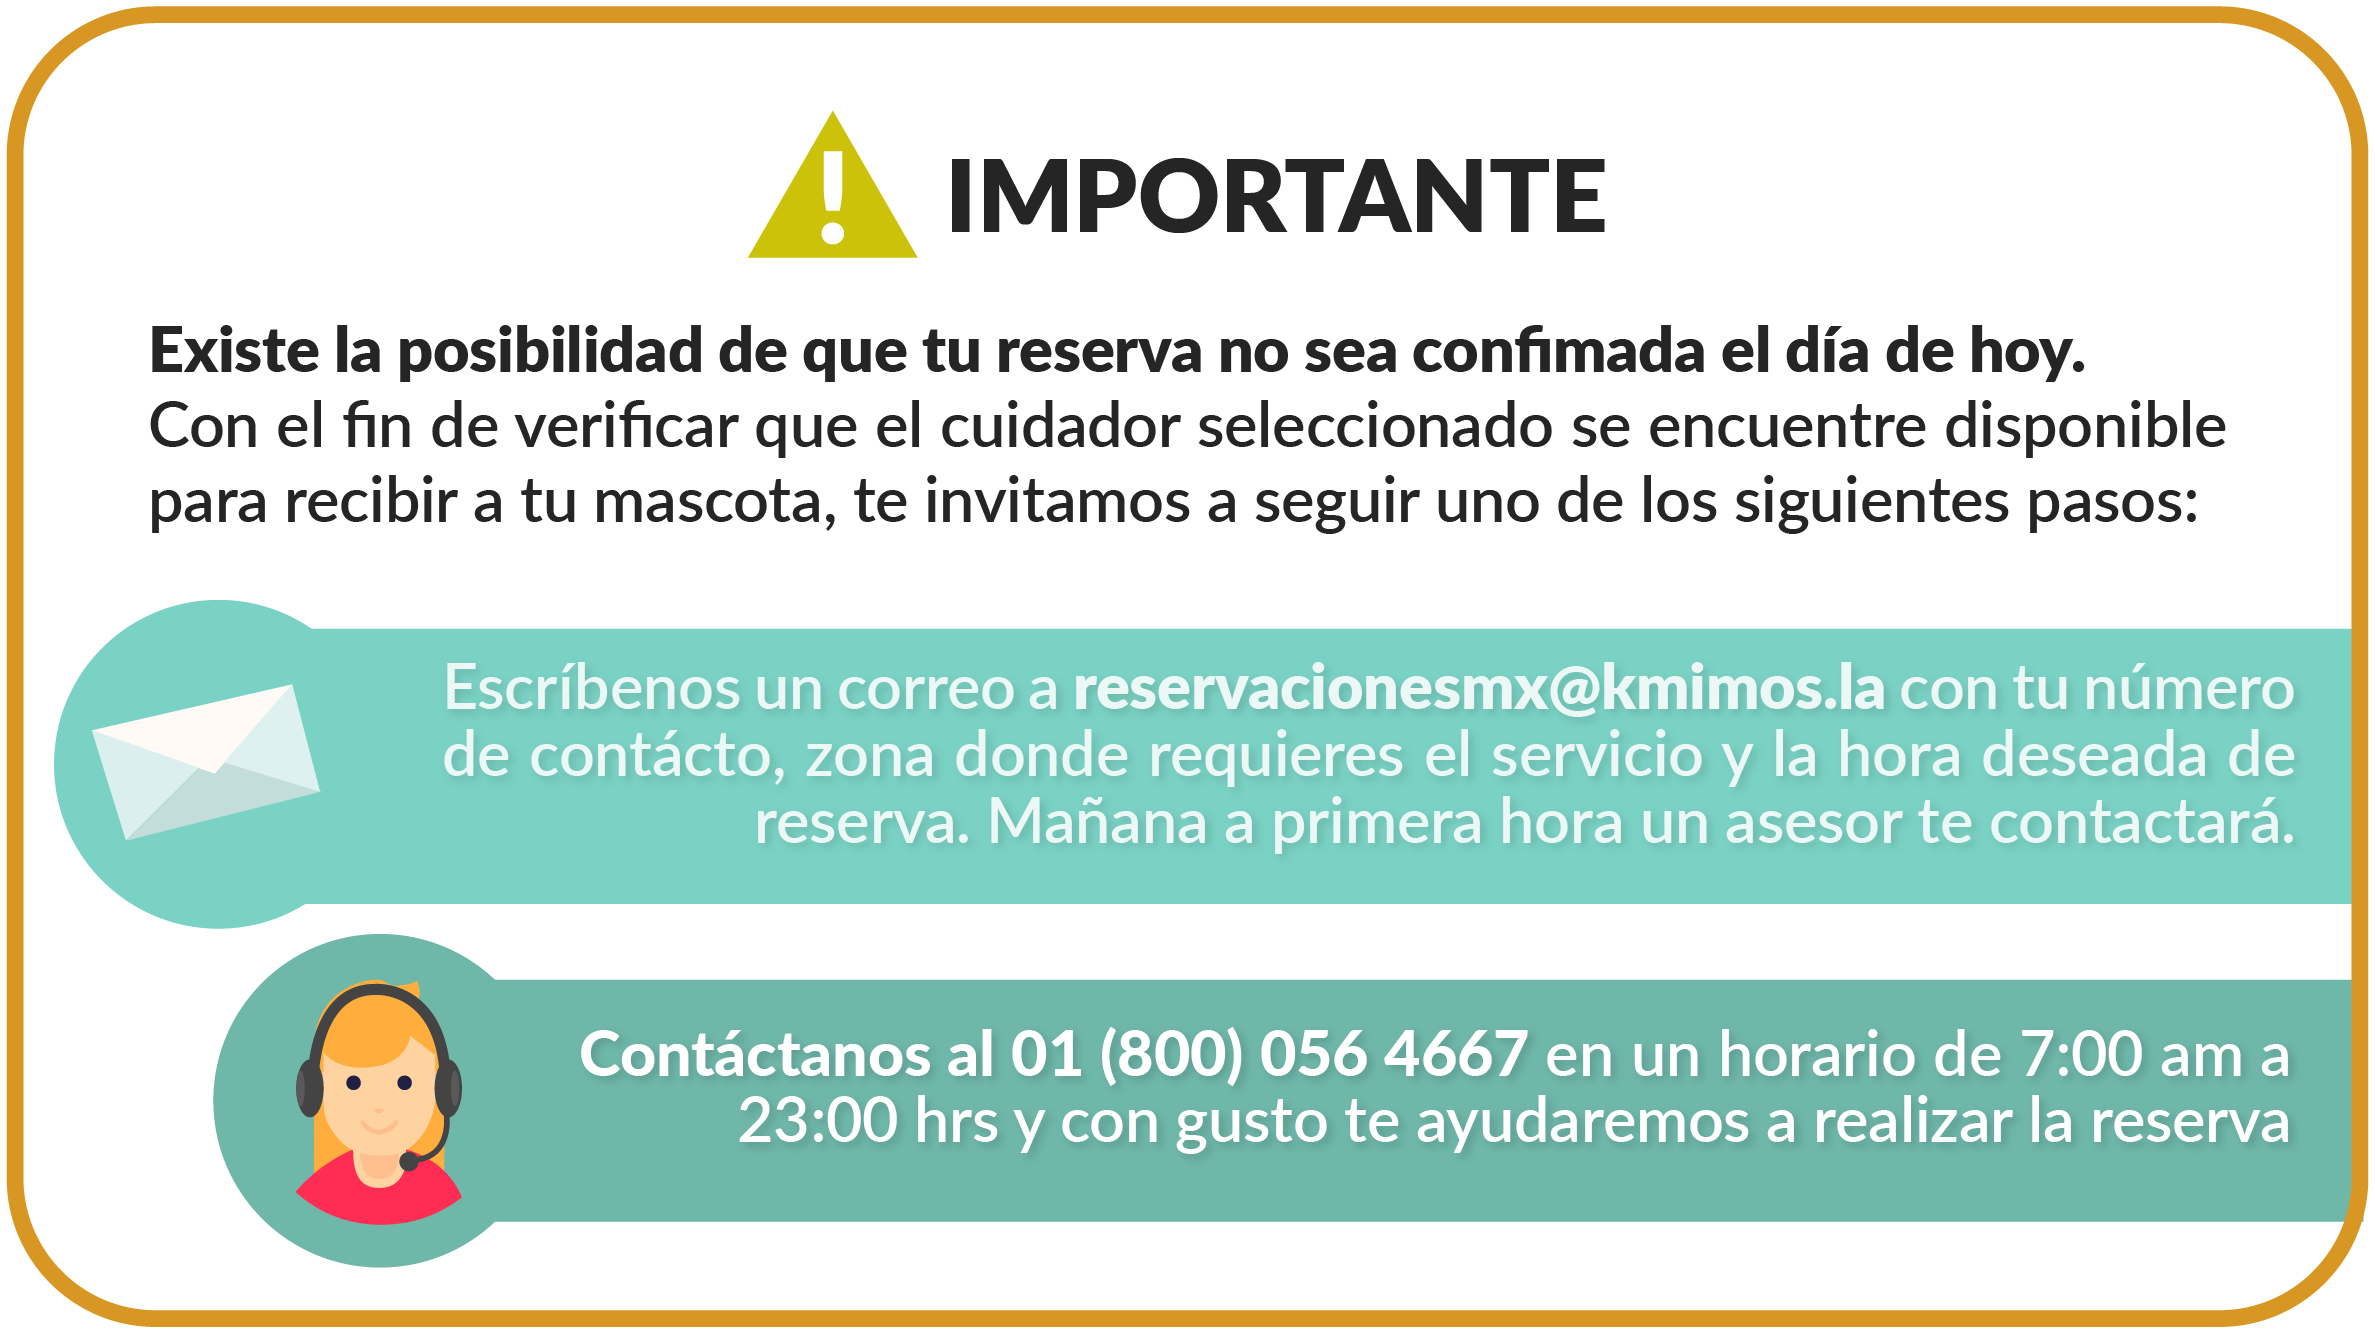 IMPORTANTE
Existe la posibilidad de que tu reserva no sea confimada el día de hoy.
Con el fin de verificar que el cuidador seleccionado se encuentre disponible
para recibir a tu mascota, te invitamos a seguir uno de los siguientes pasos:
Escríbenos un correo a reservacionesmx@kmimos.la con tu número
de contácto, zona donde requieres el servicio y la hora deseada de
reserva. Mañana a primera hora un asesor te contactará.
Contáctanos al 01 (800) 056 4667 en un horario de 7:00 am a
23:00 hrs y con gusto te ayudaremos a realizar la reserva